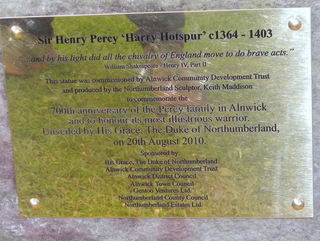 Sir Henry Percy 'Harry Hotspur' c1364 - 1403
"...and by his light did all the chivalry of England move to do brave acts."
William Shakespeare - Henry IV, Part II
This statue was commissioned by Alnwick Community Development Trust
and produced by the Northumberland Sculptor, Keith Maddison
to commemorate the
700th anniversary of the Percy family in Alnwick
and to honour its most illustrious warrior.
Unveiled by His Grace, The Duke of Northumberland,
on 20th August 2010.
Sponsored by:
His Grace, The Duke of Northumberland
Alnwick Community Development Trust
Alnwick District Council
Alnwick Town Council
Gentoo Ventures Ltd.
Northumberland County Council
Northumberland Estates Ltd.